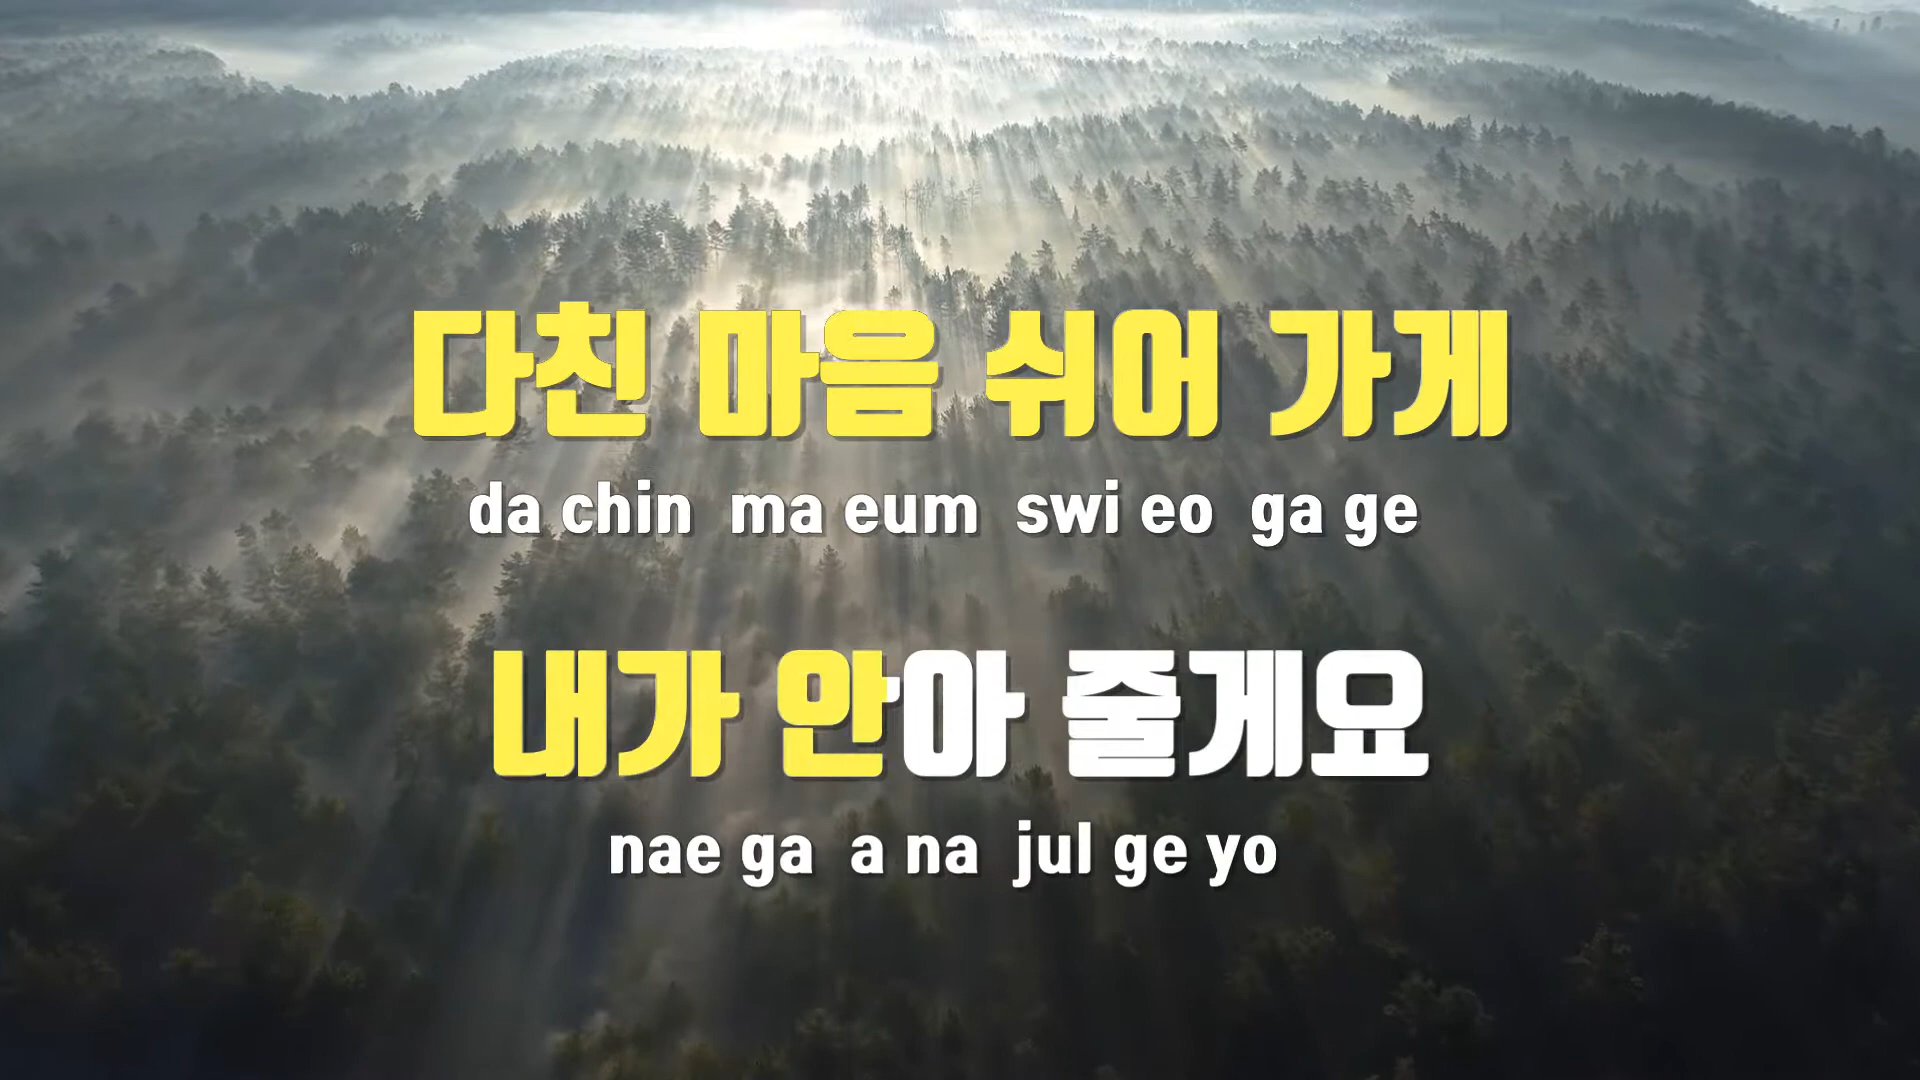 다친 마음 쉬어 가게
da chin ma eum swi eo ga ge
내가 안아 줄게요
nae ga a na jul ge yo